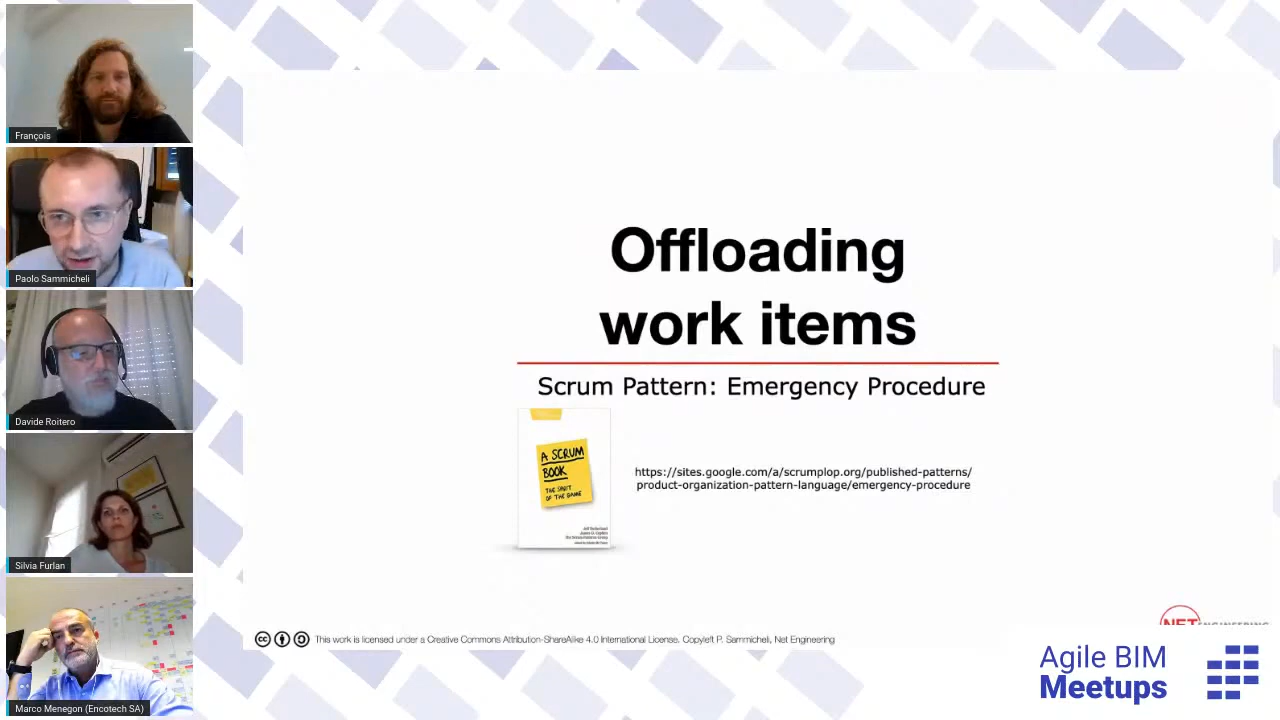 François
Paolo Sammicheli
Davide Roitero
Silvia Furlan
Marco Menegon (Encotech SA)
Offloading
work items
Scrum Pattern: Emergency Procedure
A SCRUM
BOOK
THE SPIRIT
OF THE GAME
https://sites.google.com/a/scrumplop.org/published-patterns/
product-organization-pattern-language/emergency-procedure
This work is licensed under a Creative Commons Attribution-ShareAlike 4.0 International License. Copyleft P. Sammicheli, Net Engineering
NET ENGINEERING
Agile BIM
Meetups